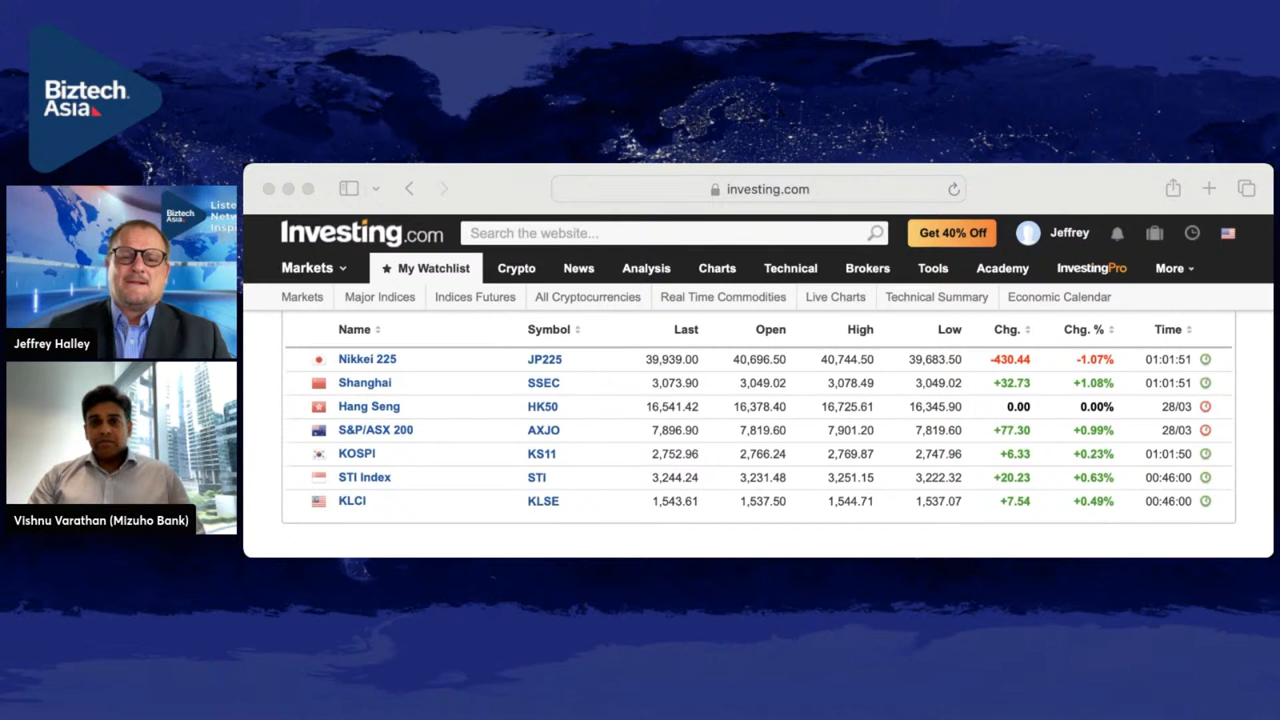 Biztech
Asia
Biztech
Asia
Liste
Netw
Inspi
Jeffrey Halley
Vishnu Varathan (Mizuho Bank)
investing.com
Investing.com
Search the website...
Get 40% Off
Jeffrey
Markets
★ My Watchlist
Crypto
News
Analysis
Charts
Technical
Brokers
Tools
Academy
InvestingPro
More
Markets
Major Indices
Indices Futures
All Cryptocurrencies
Real Time Commodities
Live Charts
Technical Summary
Economic Calendar
Name Symbol Last Open High Low Chg. Chg. % Time
Nikkei 225 JP225 39,939.00 40,696.50 40,744.50 39,683.50 -430.44 -1.07% 01:01:51
Shanghai SSEC 3,073.90 3,049.02 3,078.49 3,049.02 +32.73 +1.08% 01:01:51
Hang Seng HK50 16,541.42 16,378.40 16,725.61 16,345.90 0.00 0.00% 28/03
S&P/ASX 200 AXJO 7,896.90 7,819.60 7,901.20 7,819.60 +77.30 +0.99% 28/03
KOSPI KS11 2,752.96 2,766.24 2,769.87 2,747.96 +6.33 +0.23% 01:01:50
STI Index STI 3,244.24 3,231.48 3,251.15 3,222.32 +20.23 +0.63% 00:46:00
KLCI KLSE 1,543.61 1,537.50 1,544.71 1,537.07 +7.54 +0.49% 00:46:00